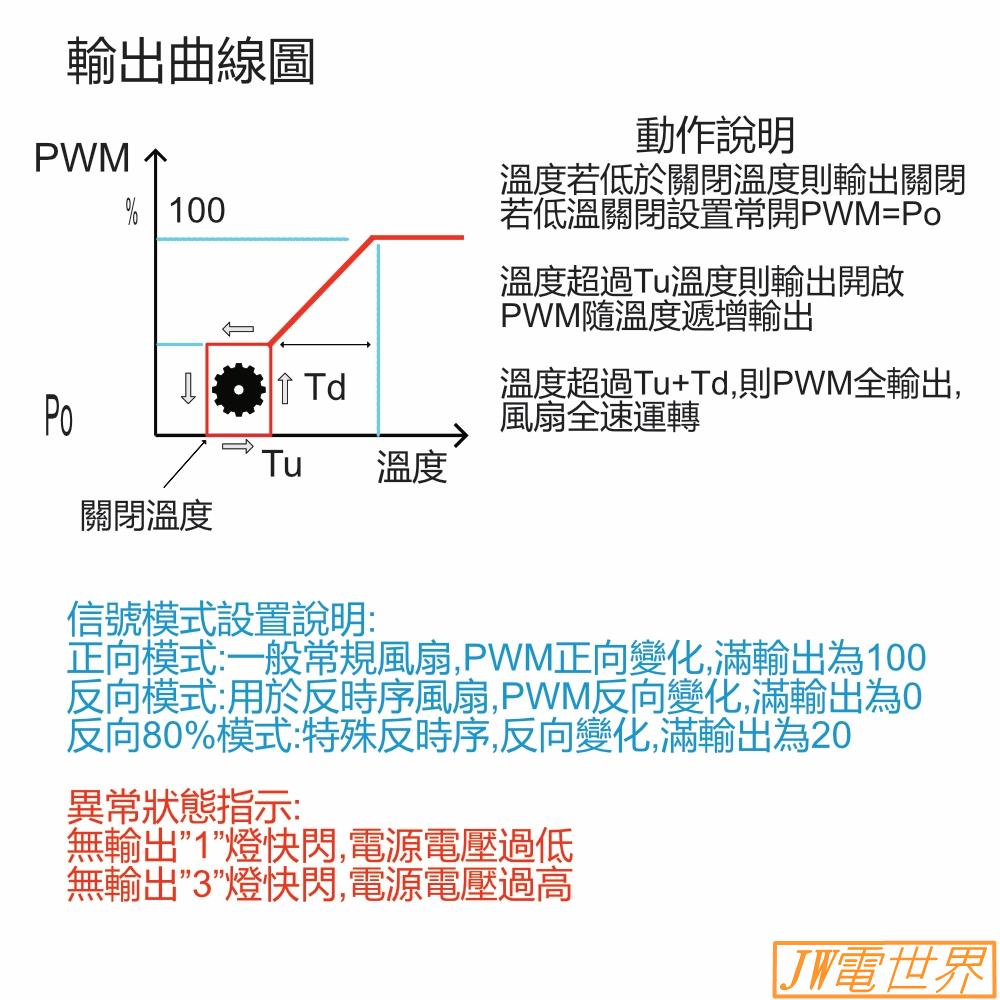 輸出曲線圖
PWM
%
100
Td
Po
Tu
溫度
關閉溫度
動作說明
溫度若低於關閉溫度則輸出關閉
若低溫關閉設置常開PWM=Po
溫度超過Tu溫度則輸出開啟
PWM隨溫度遞增輸出
溫度超過Tu+Td,則PWM全輸出,
風扇全速運轉
信號模式設置說明:
正向模式:一般常規風扇,PWM正向變化,滿輸出為100
反向模式:用於反時序風扇,PWM反向變化,滿輸出為0
反向80%模式:特殊反時序,反向變化,滿輸出為20
異常狀態指示:
無輸出”1”燈快閃,電源電壓過低
無輸出”3”燈快閃,電源電壓過高
JW電世界